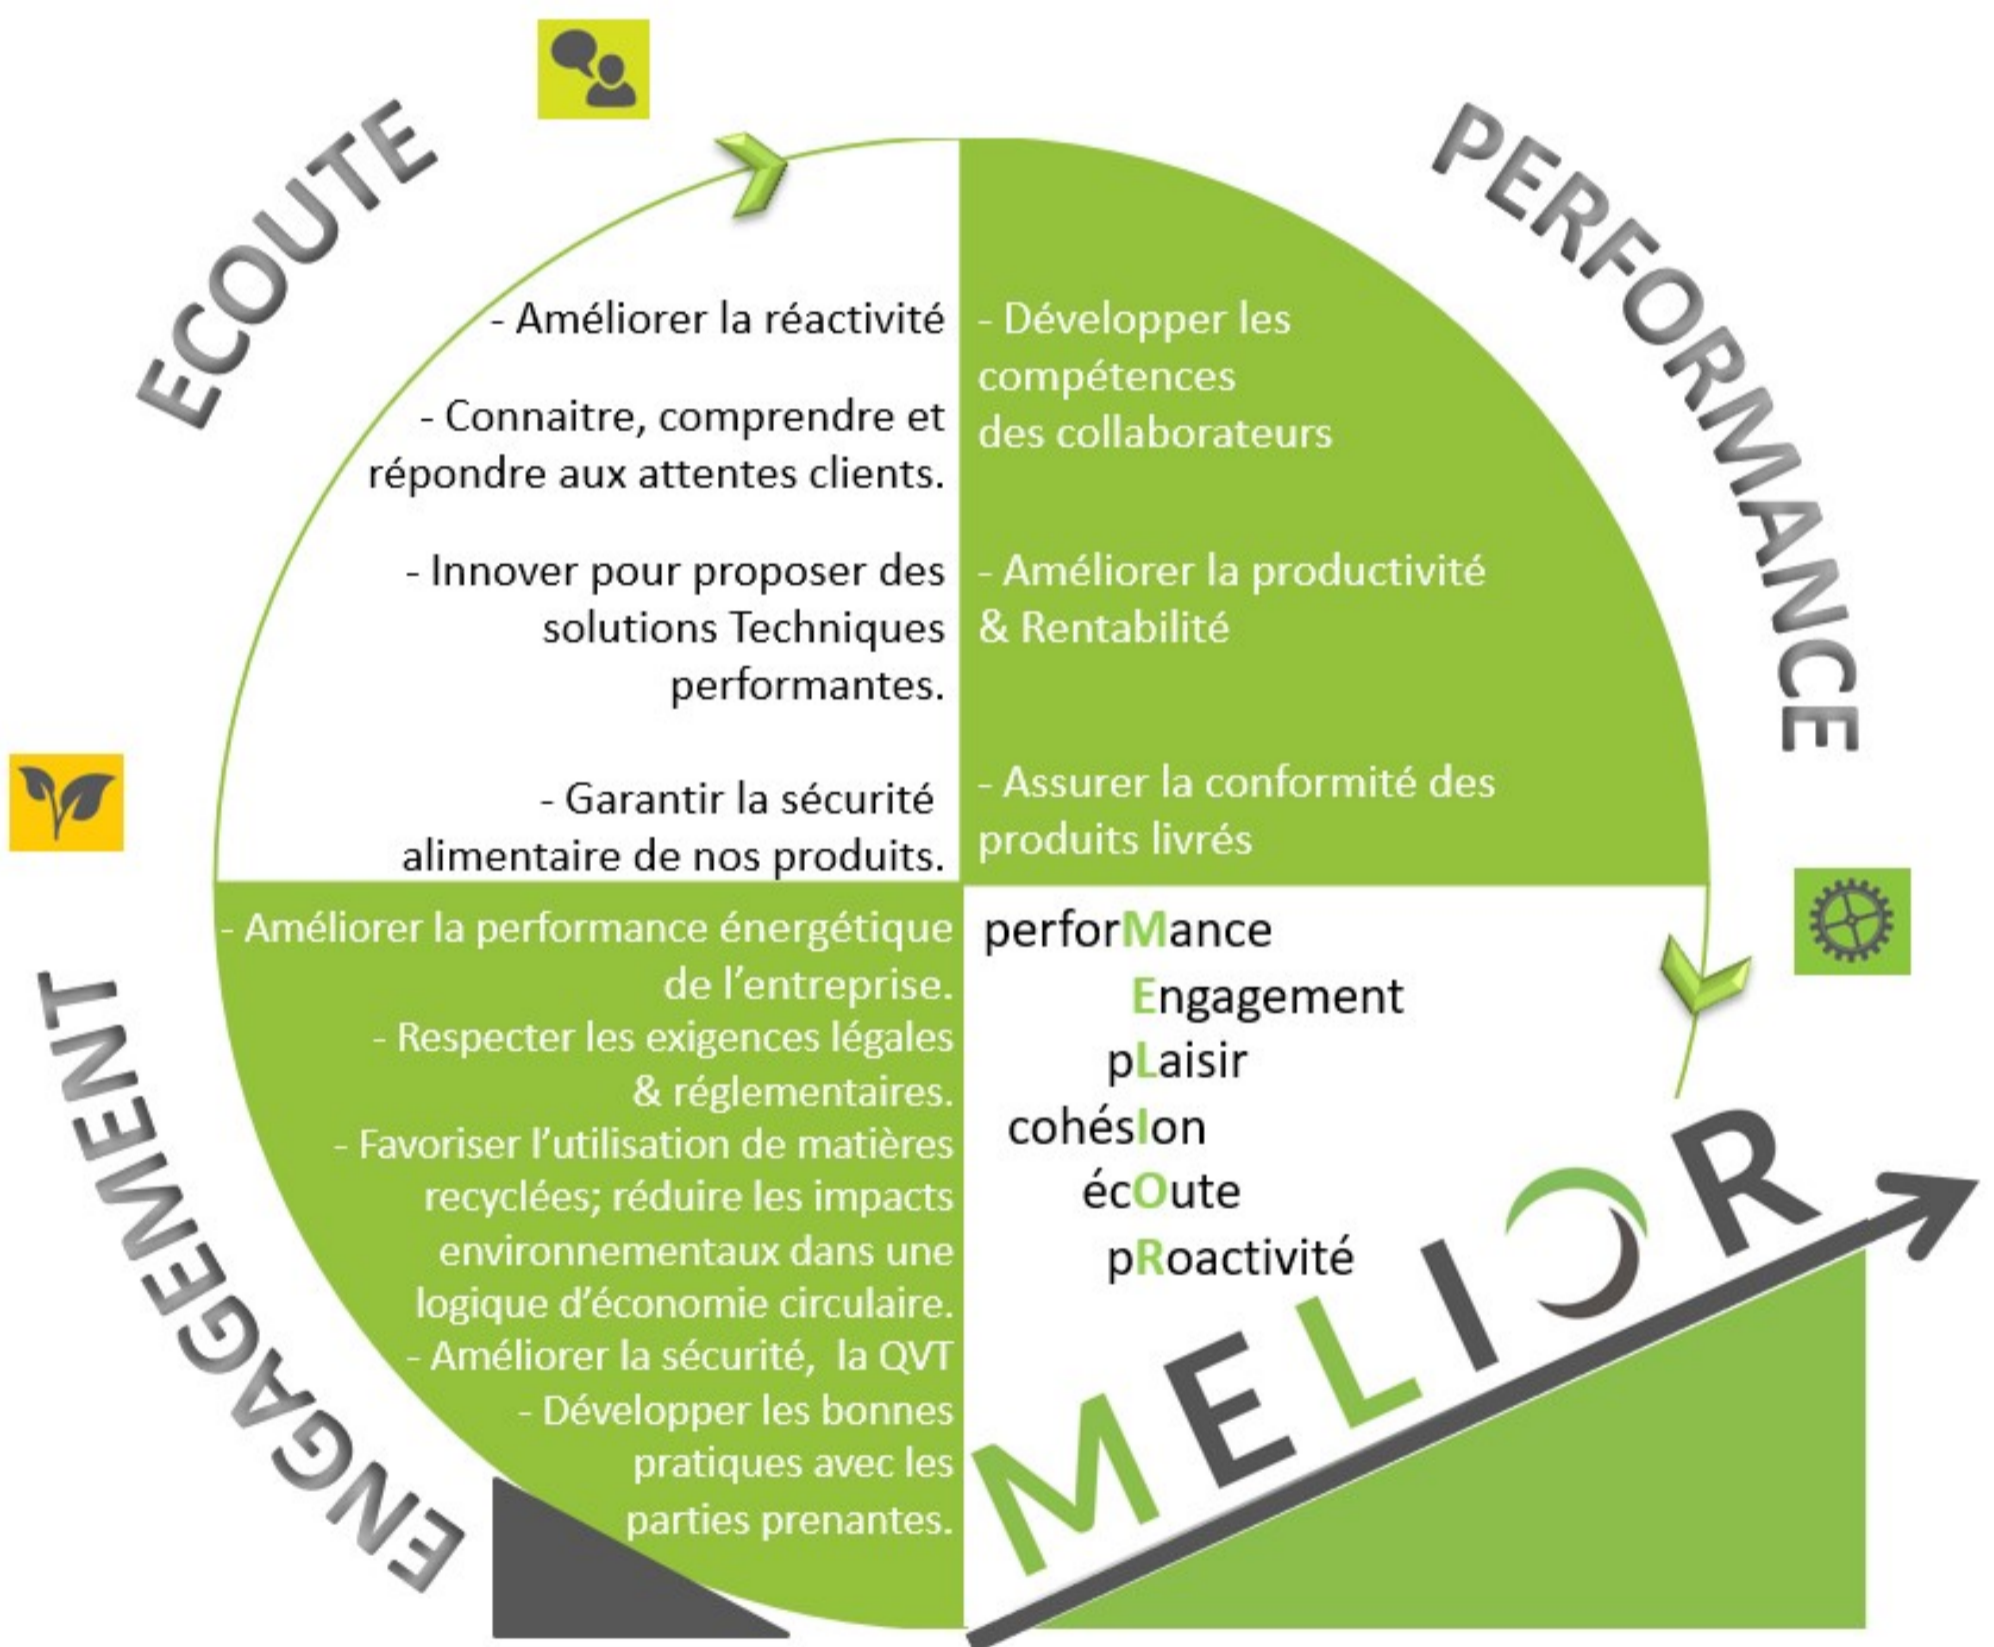 ECOUTE
- Améliorer la réactivité
- Connaitre, comprendre et
répondre aux attentes clients.
- Innover pour proposer des
solutions Techniques
performantes.
- Garantir la sécurité
alimentaire de nos produits.
PERFORMANCE
- Développer les
compétences
des collaborateurs
- Améliorer la productivité
& Rentabilité
- Assurer la conformité des
produits livrés
ENGAGEMENT
- Améliorer la performance énergétique
de l’entreprise.
- Respecter les exigences légales
& réglementaires.
- Favoriser l’utilisation de matières
recyclées; réduire les impacts
environnementaux dans une
logique d’économie circulaire.
- Améliorer la sécurité, la QVT
- Développer les bonnes
pratiques avec les
parties prenantes.
perforMance
Engagement
pLaisir
cohésIon
écOute
pRoactivité
MELIOR